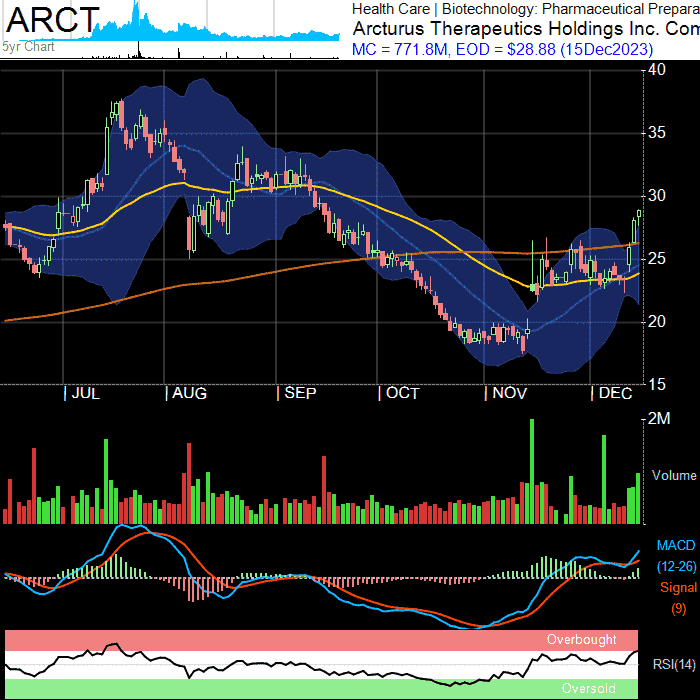 ARCT
5yr Chart
Health Care | Biotechnology: Pharmaceutical Prepara
Arcturus Therapeutics Holdings Inc. Com
MC = 771.8M, EOD = $28.88 (15Dec2023)
40
35
30
25
20
15
| JUL | AUG | SEP | OCT | NOV | DEC
2M
Volume
MACD
(12-26)
Signal
(9)
Overbought
RSI(14)
Oversold